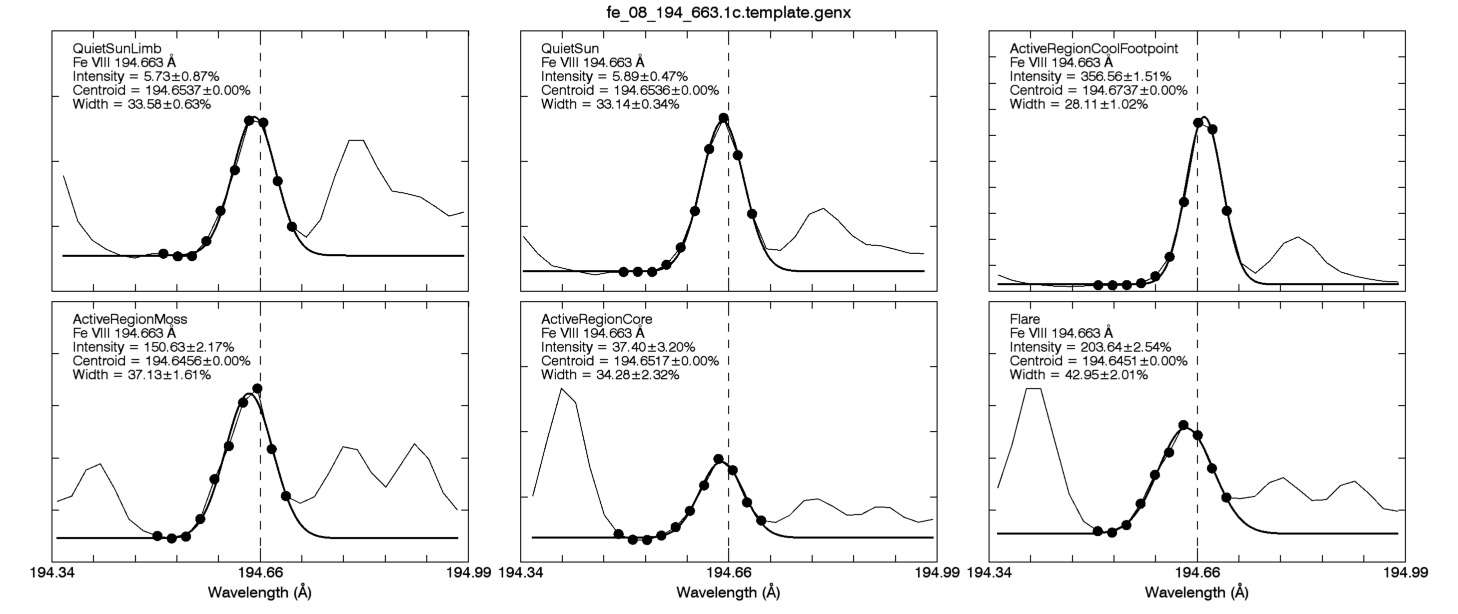 fe_08_194_663.1c.template.genx
QuietSunLimb
Fe VIII 194.663 Å
Intensity = 5.73±0.87%
Centroid = 194.6537±0.00%
Width = 33.58±0.63%
QuietSun
Fe VIII 194.663 Å
Intensity = 5.89±0.47%
Centroid = 194.6536±0.00%
Width = 33.14±0.34%
ActiveRegionCoolFootpoint
Fe VIII 194.663 Å
Intensity = 356.56±1.51%
Centroid = 194.6737±0.00%
Width = 28.11±1.02%
ActiveRegionMoss
Fe VIII 194.663 Å
Intensity = 150.63±2.17%
Centroid = 194.6456±0.00%
Width = 37.13±1.61%
ActiveRegionCore
Fe VIII 194.663 Å
Intensity = 37.40±3.20%
Centroid = 194.6517±0.00%
Width = 34.28±2.32%
Flare
Fe VIII 194.663 Å
Intensity = 203.64±2.54%
Centroid = 194.6451±0.00%
Width = 42.95±2.01%
194.34 194.66 194.99
Wavelength (Å)
194.34 194.66 194.99
Wavelength (Å)
194.34 194.66 194.99
Wavelength (Å)